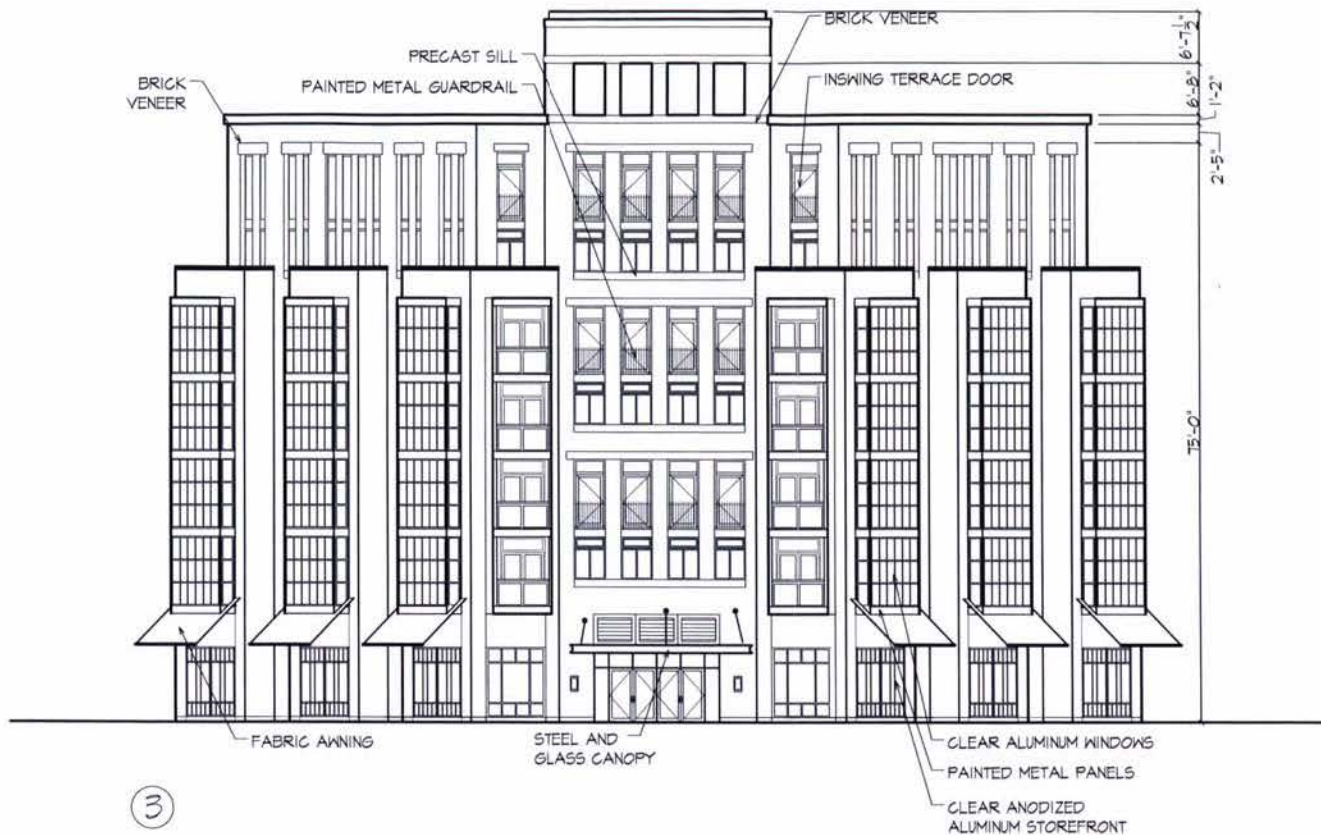 BRICK VENEER
6'-7½"
PRECAST SILL
BRICK
VENEER
PAINTED METAL GUARDRAIL
INSWING TERRACE DOOR
6'-8"
1'-2"
2'-5"
75'-0"
FABRIC AWNING
STEEL AND
GLASS CANOPY
CLEAR ALUMINUM WINDOWS
PAINTED METAL PANELS
CLEAR ANODIZED
ALUMINUM STOREFRONT
3